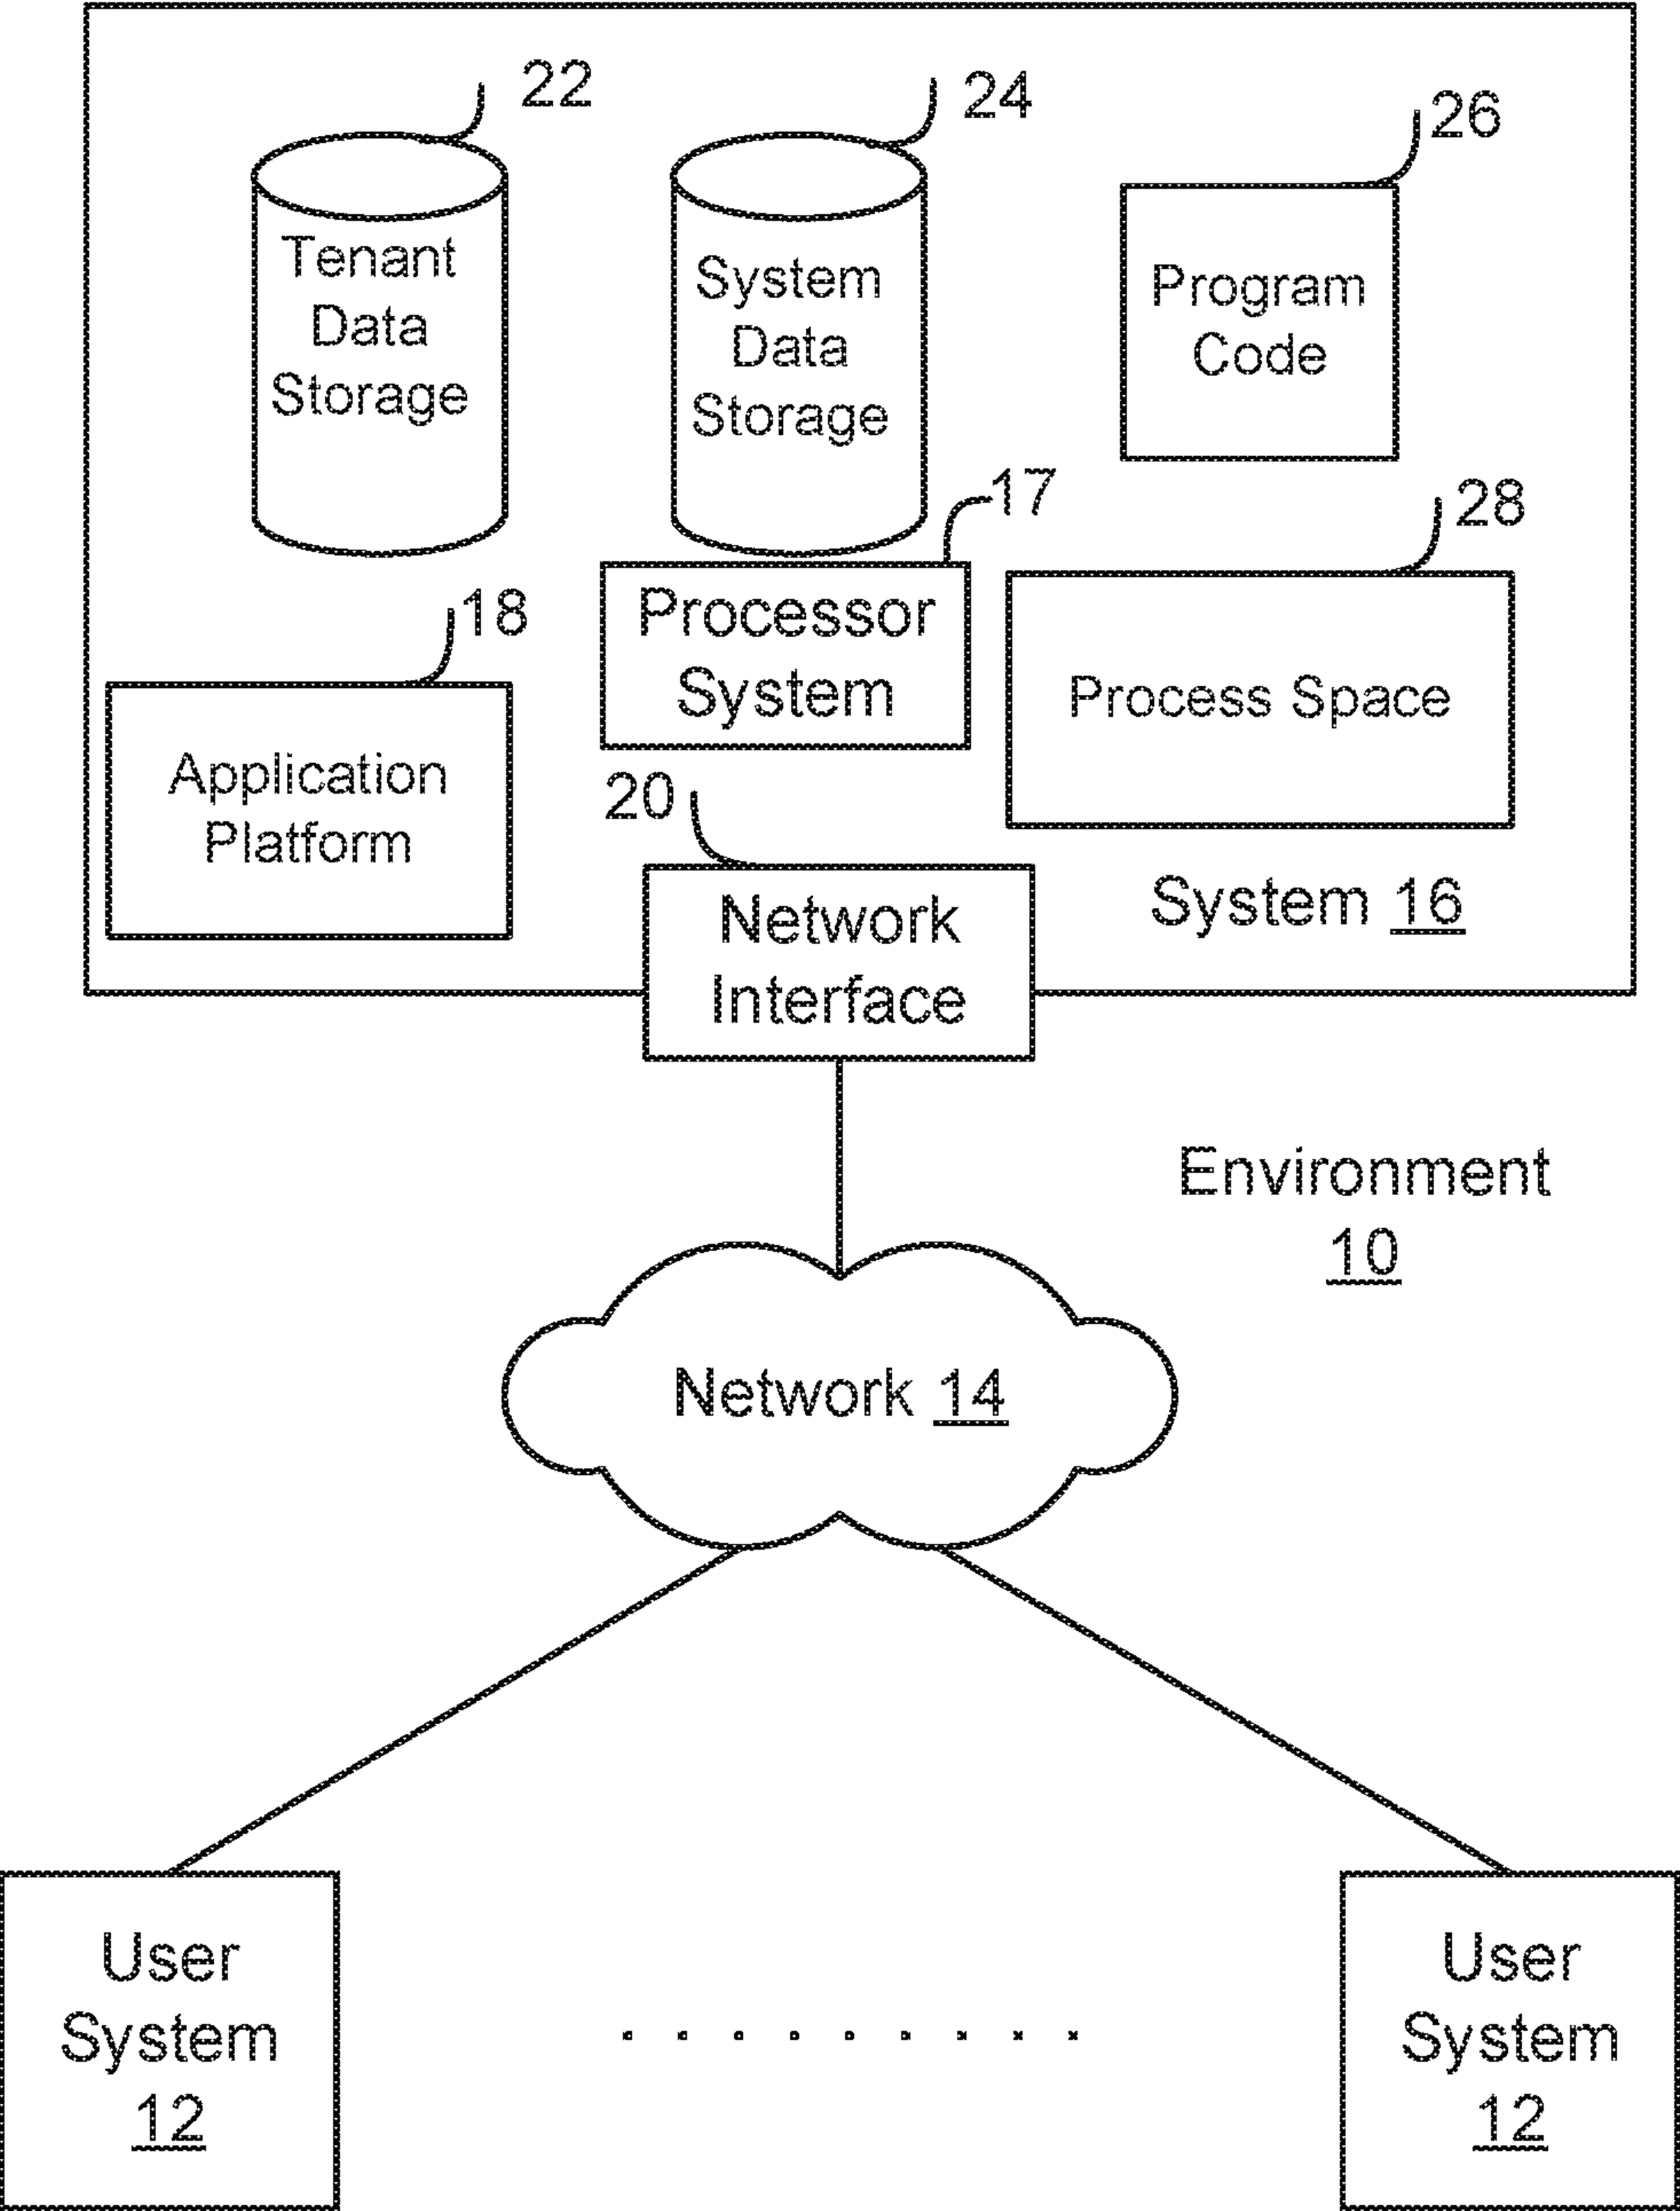 22
24
26
Tenant
Data
Storage
System
Data
Storage
Program
Code
17
28
18
Processor
System
Process Space
Application
Platform
20
Network
Interface
System 16
Environment
10
Network 14
User
System
12
. . . . . . . . .
User
System
12